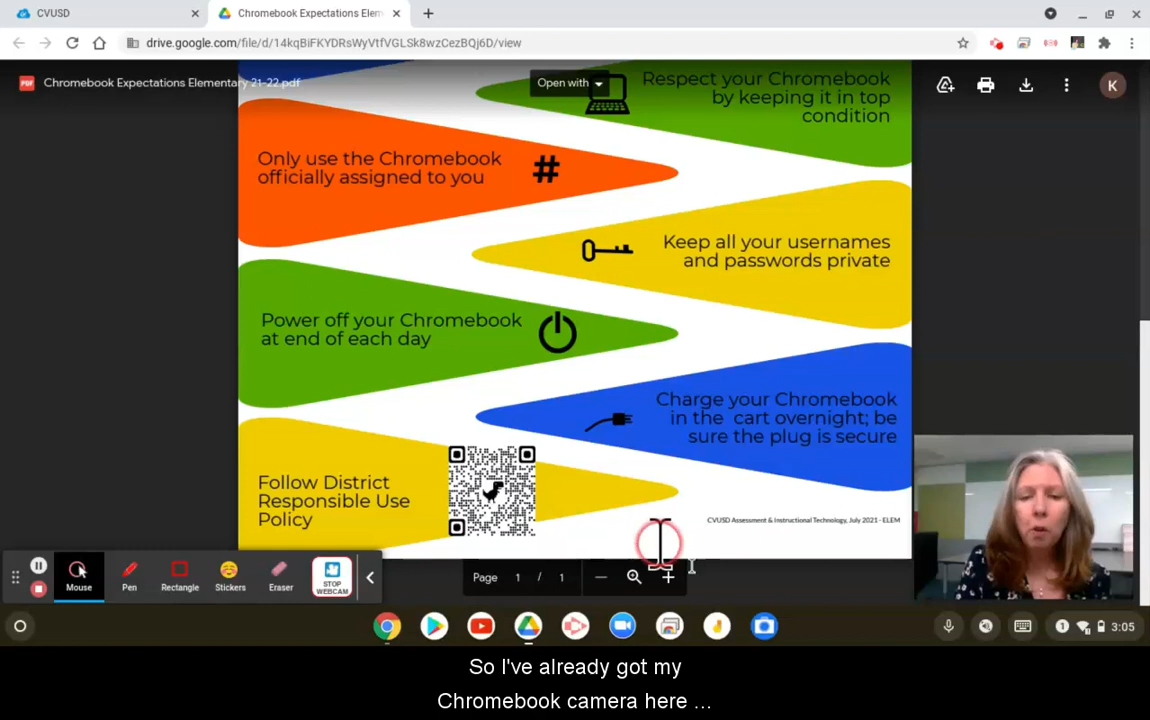 CVUSD
Chromebook Expectations Elem
drive.google.com/file/d/14kqBiFKYDRsWyVtfVGLSk8wzCezBQj6D/view
PDF
Chromebook Expectations Elementary 21-22.pdf
Open with
K
Respect your Chromebook
by keeping it in top
condition
Only use the Chromebook
officially assigned to you
#
Keep all your usernames
and passwords private
Power off your Chromebook
at end of each day
Charge your Chromebook
in the cart overnight; be
sure the plug is secure
Follow District
Responsible Use
Policy
CVUSD Assessment & Instructional Technology, July 2021 - ELEM
Mouse
Pen
Rectangle
Stickers
Eraser
STOP
WEBCAM
Page 1 / 1
1
3:05
So I've already got my
Chromebook camera here ...